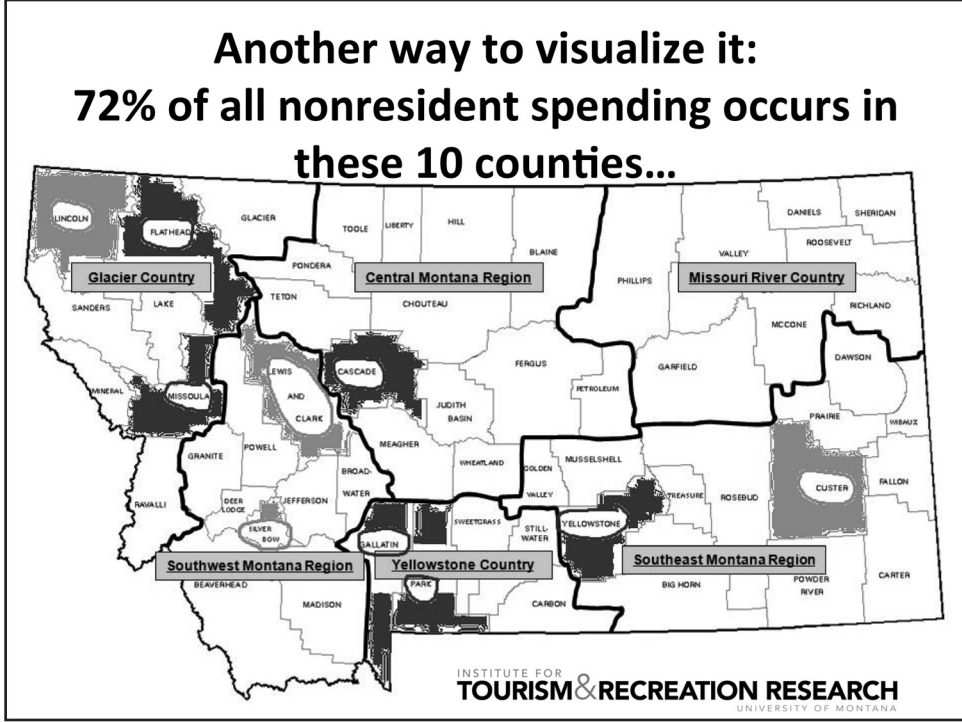 Another way to visualize it:
72% of all nonresident spending occurs in
these 10 counties…
LINCOLN
FLATHEAD
GLACIER
TOOLE
LIBERTY
HILL
BLAINE
PHILLIPS
VALLEY
DANIELS
SHERIDAN
ROOSEVELT
Glacier Country
PONDERA
Central Montana Region
Missouri River Country
SANDERS
LAKE
TETON
CHOUTEAU
RICHLAND
MCCONE
MINERAL
MISSOULA
LEWIS
AND
CLARK
CASCADE
JUDITH
BASIN
FERGUS
PETROLEUM
GARFIELD
DAWSON
PRAIRIE
WIBAUX
GRANITE
POWELL
MEAGHER
WHEATLAND
GOLDEN
VALLEY
MUSSELSHELL
BROAD-
WATER
RAVALLI
DEER
LODGE
JEFFERSON
SILVER
BOW
GALLATIN
SWEETGRASS
STILL-
WATER
YELLOWSTONE
TREASURE
ROSEBUD
CUSTER
FALLON
Southwest Montana Region
Yellowstone Country
Southeast Montana Region
BEAVERHEAD
MADISON
PARK
CARBON
BIG HORN
POWDER
RIVER
CARTER
INSTITUTE FOR
TOURISM&RECREATION RESEARCH
UNIVERSITY OF MONTANA